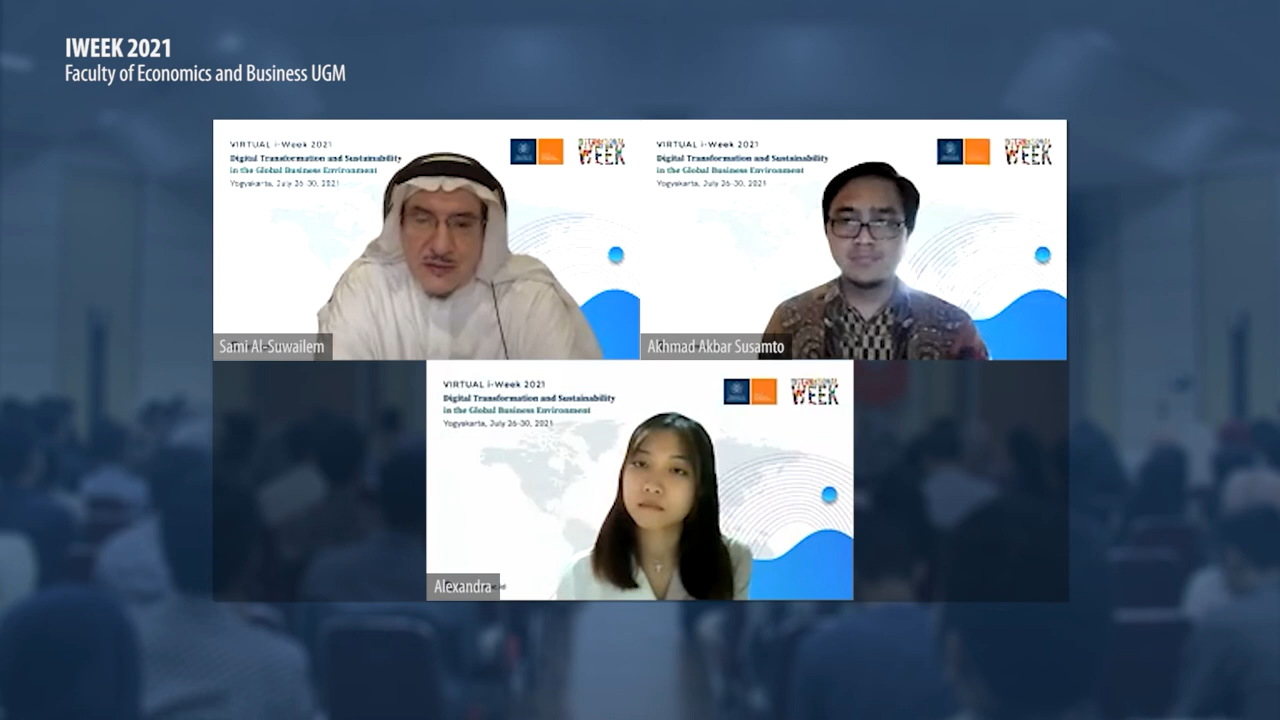 IWEEK 2021
Faculty of Economics and Business UGM
VIRTUAL i-Week 2021
Digital Transformation and Sustainability
in the Global Business Environment
Yogyakarta, July 26-30, 2021
INTERNATIONAL
WEEK
Sami Al-Suwailem
VIRTUAL i-Week 2021
Digital Transformation and Sustainability
in the Global Business Environment
Yogyakarta, July 26-30, 2021
INTERNATIONAL
WEEK
Akhmad Akbar Susamto
VIRTUAL i-Week 2021
Digital Transformation and Sustainability
in the Global Business Environment
Yogyakarta, July 26-30, 2021
INTERNATIONAL
WEEK
Alexandra